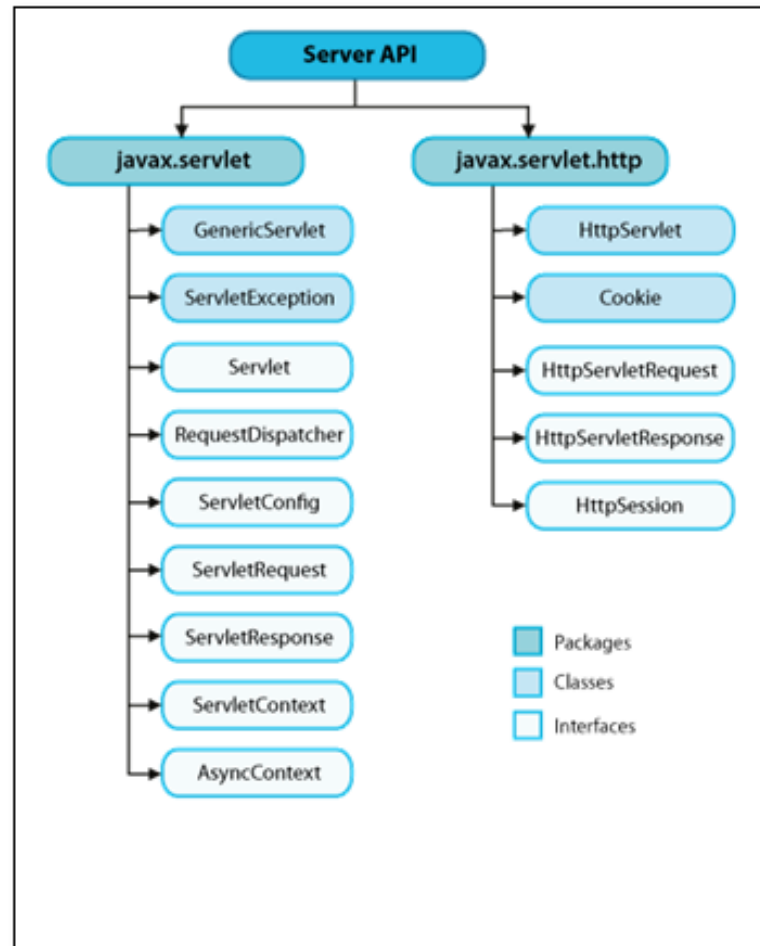 Server API
javax.servlet
javax.servlet.http
GenericServlet
HttpServlet
ServletException
Cookie
Servlet
HttpServletRequest
RequestDispatcher
HttpServletResponse
ServletConfig
HttpSession
ServletRequest
ServletResponse
ServletContext
AsyncContext
Packages
Classes
Interfaces